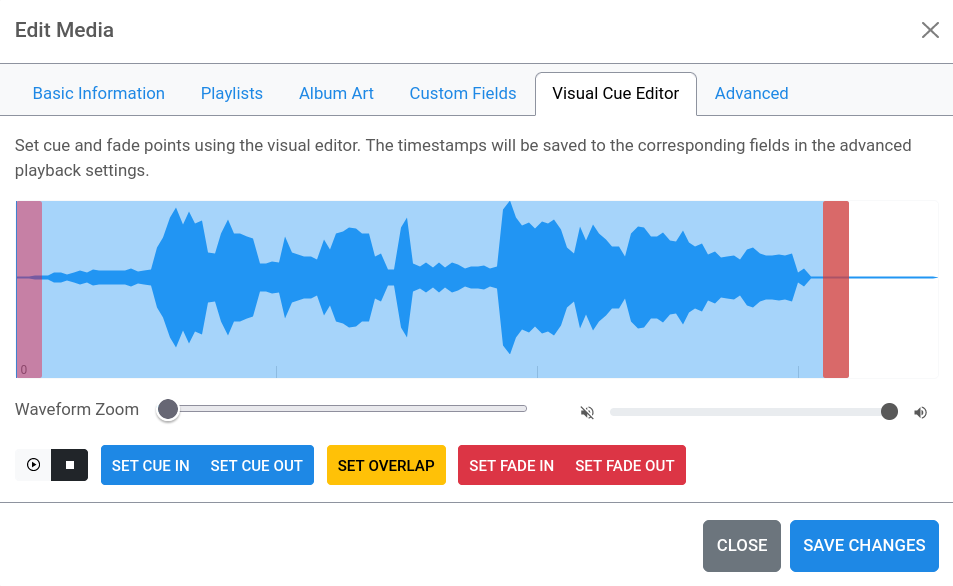 Edit Media
Basic Information Playlists Album Art Custom Fields Visual Cue Editor Advanced
Set cue and fade points using the visual editor. The timestamps will be saved to the corresponding fields in the advanced
playback settings.
0
Waveform Zoom
SET CUE IN SET CUE OUT SET OVERLAP SET FADE IN SET FADE OUT
CLOSE SAVE CHANGES